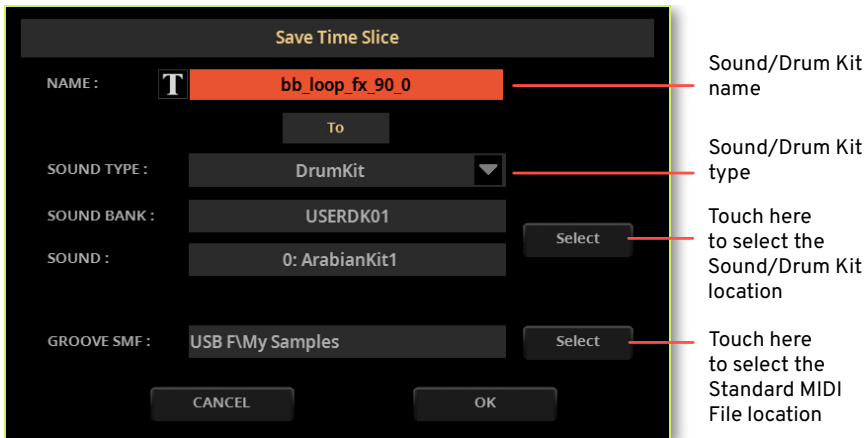 Save Time Slice
NAME :
T
bb_loop_fx_90_0
To
SOUND TYPE :
DrumKit
SOUND BANK :
USERDK01
Select
SOUND :
0: ArabianKit1
GROOVE SMF :
USB F\My Samples
Select
CANCEL
OK
Sound/Drum Kit
name
Sound/Drum Kit
type
Touch here
to select the
Sound/Drum Kit
location
Touch here
to select the
Standard MIDI
File location